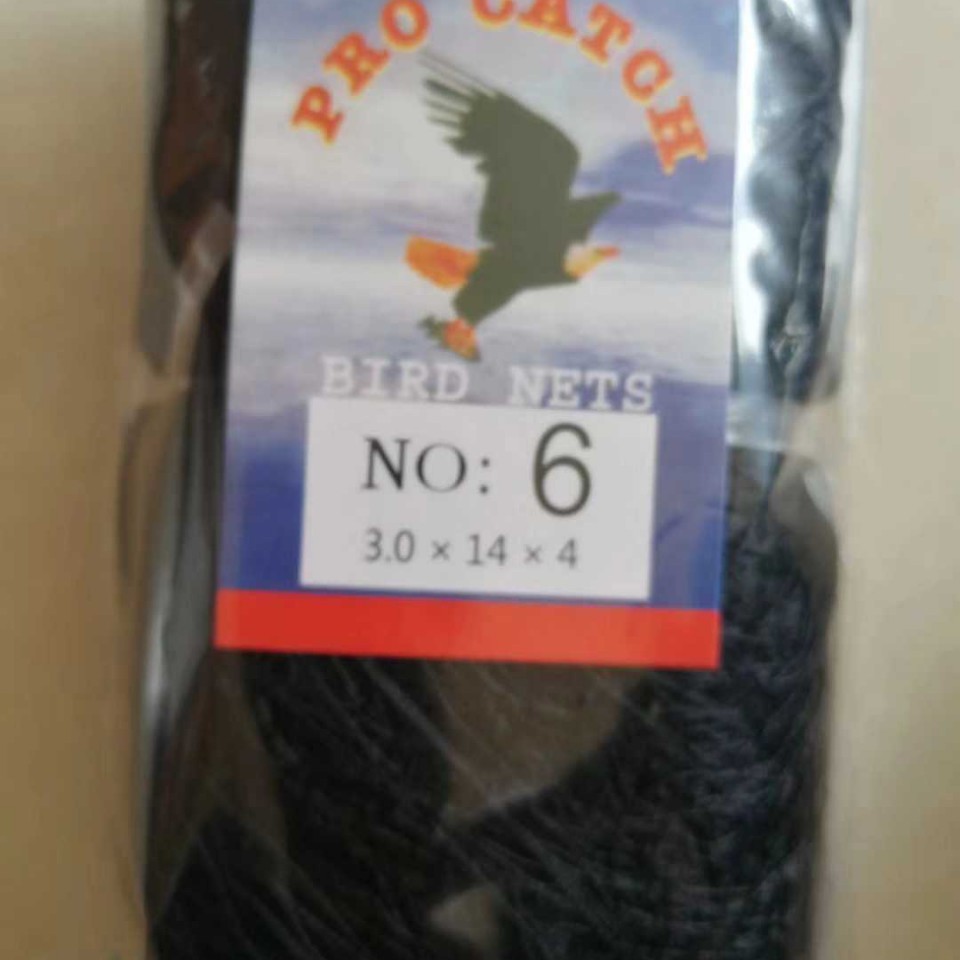 PRO CATCH
BIRD NETS
NO: 6
3.0 × 14 × 4